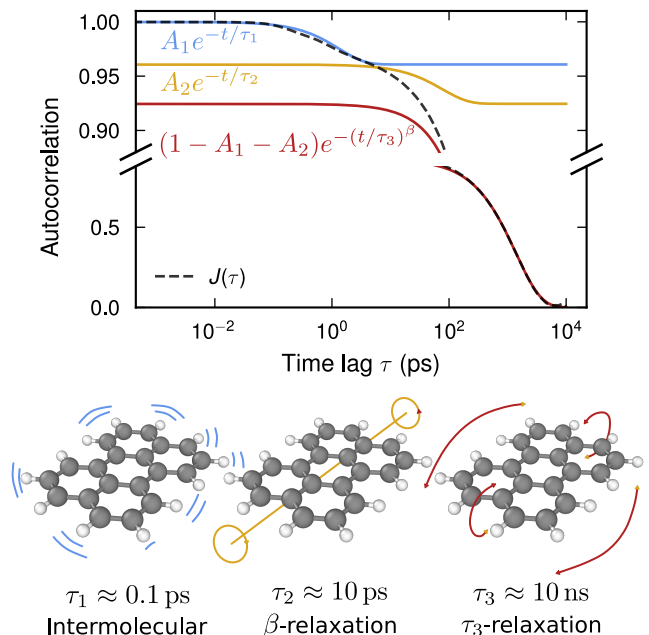 1.00
0.95
0.90
0.5
0.0
Autocorrelation
A₁e^{-t/τ₁}
A₂e^{-t/τ₂}
(1 − A₁ − A₂)e^{-(t/τ₃)^β}
J(τ)
10⁻² 10⁰ 10² 10⁴
Time lag τ (ps)
τ₁ ≈ 0.1 ps τ₂ ≈ 10 ps τ₃ ≈ 10 ns
Intermolecular β-relaxation τ₃-relaxation